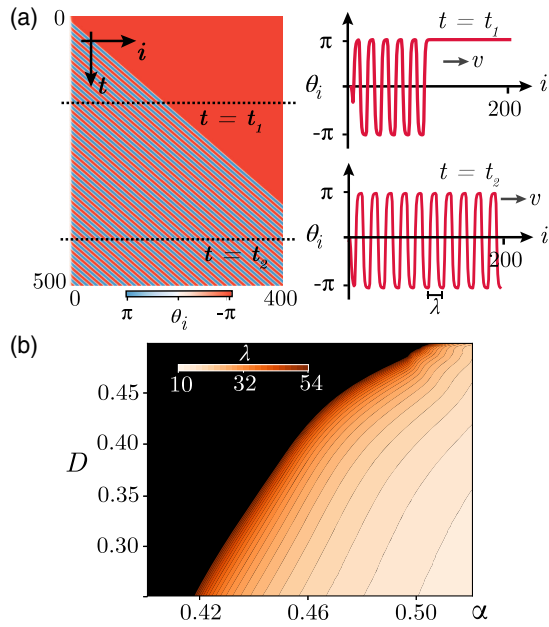 (a)
0
i
t
t = t₁
t = t₂
500
0
400
π
θᵢ
-π
π
θᵢ
-π
t = t₁
v
200
i
π
θᵢ
-π
t = t₂
v
200
i
λ
(b)
λ
10
32
54
0.45
0.40
D
0.35
0.30
0.42
0.46
0.50
α